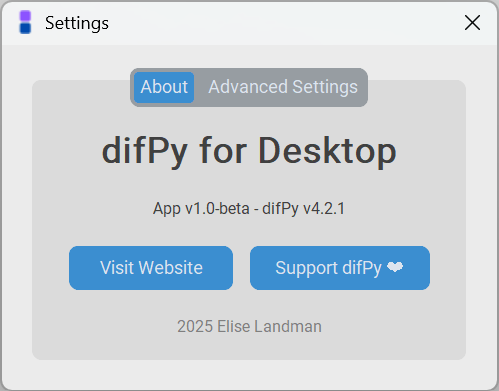 Settings
About Advanced Settings
difPy for Desktop
App v1.0-beta - difPy v4.2.1
Visit Website Support difPy ❤
2025 Elise Landman